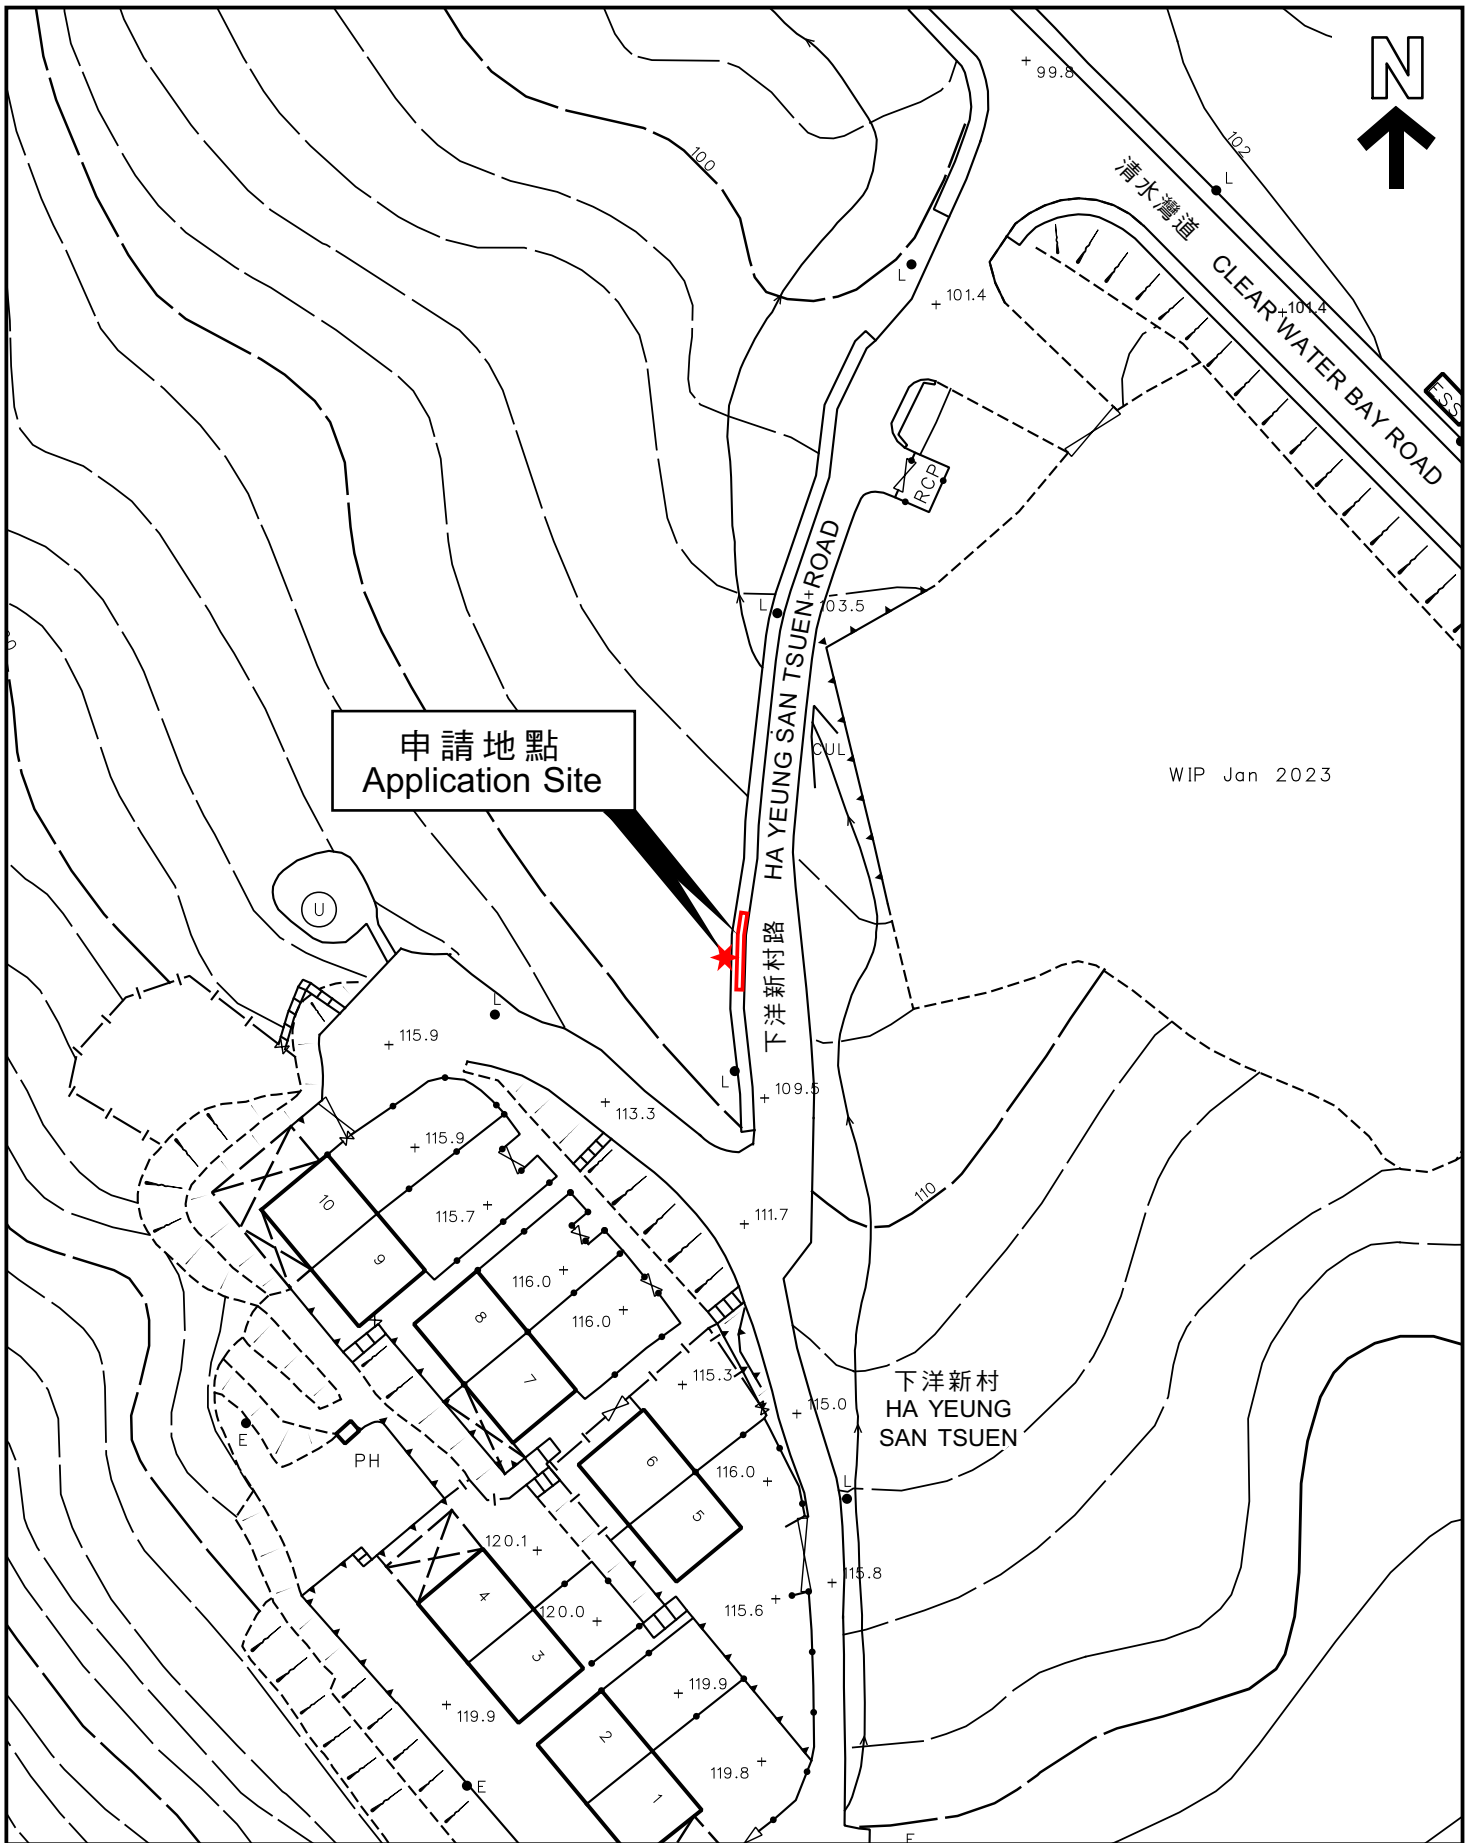 N
99.8
102
L
清水灣道 CLEAR WATER BAY ROAD
100
L
101.4
101.4
ESS
RCP
L
103.5
HA YEUNG SAN TSUEN ROAD
下洋新村路
申請地點
Application Site
CUL
WIP Jan 2023
U
L
115.9
L
109.5
113.3
115.9
115.7
10
9
110
111.7
116.0
116.0
8
7
115.3
115.0
下洋新村
HA YEUNG
SAN TSUEN
E
PH
6
5
116.0
L
120.1
115.8
4
3
120.0
115.6
119.9
119.9
2
1
119.8
E